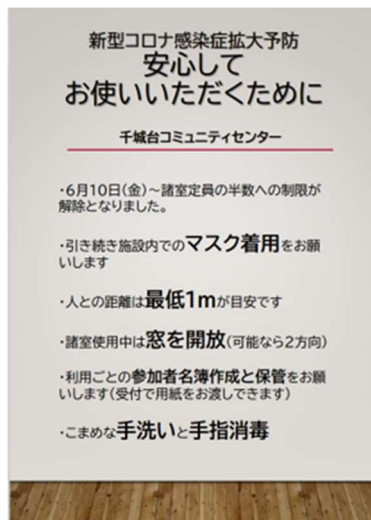 新型コロナ感染症拡大予防
安心して
お使いいただくために
千城台コミュニティセンター
・6月10日(金)～諸室定員の半数への制限が
解除となりました。
・引き続き施設内でのマスク着用をお願
いします
・人との距離は最低1mが目安です
・諸室使用中は窓を開放(可能なら2方向)
・利用ごとの参加者名簿作成と保管をお願
いします(受付で用紙をお渡しできます)
・こまめな手洗いと手指消毒